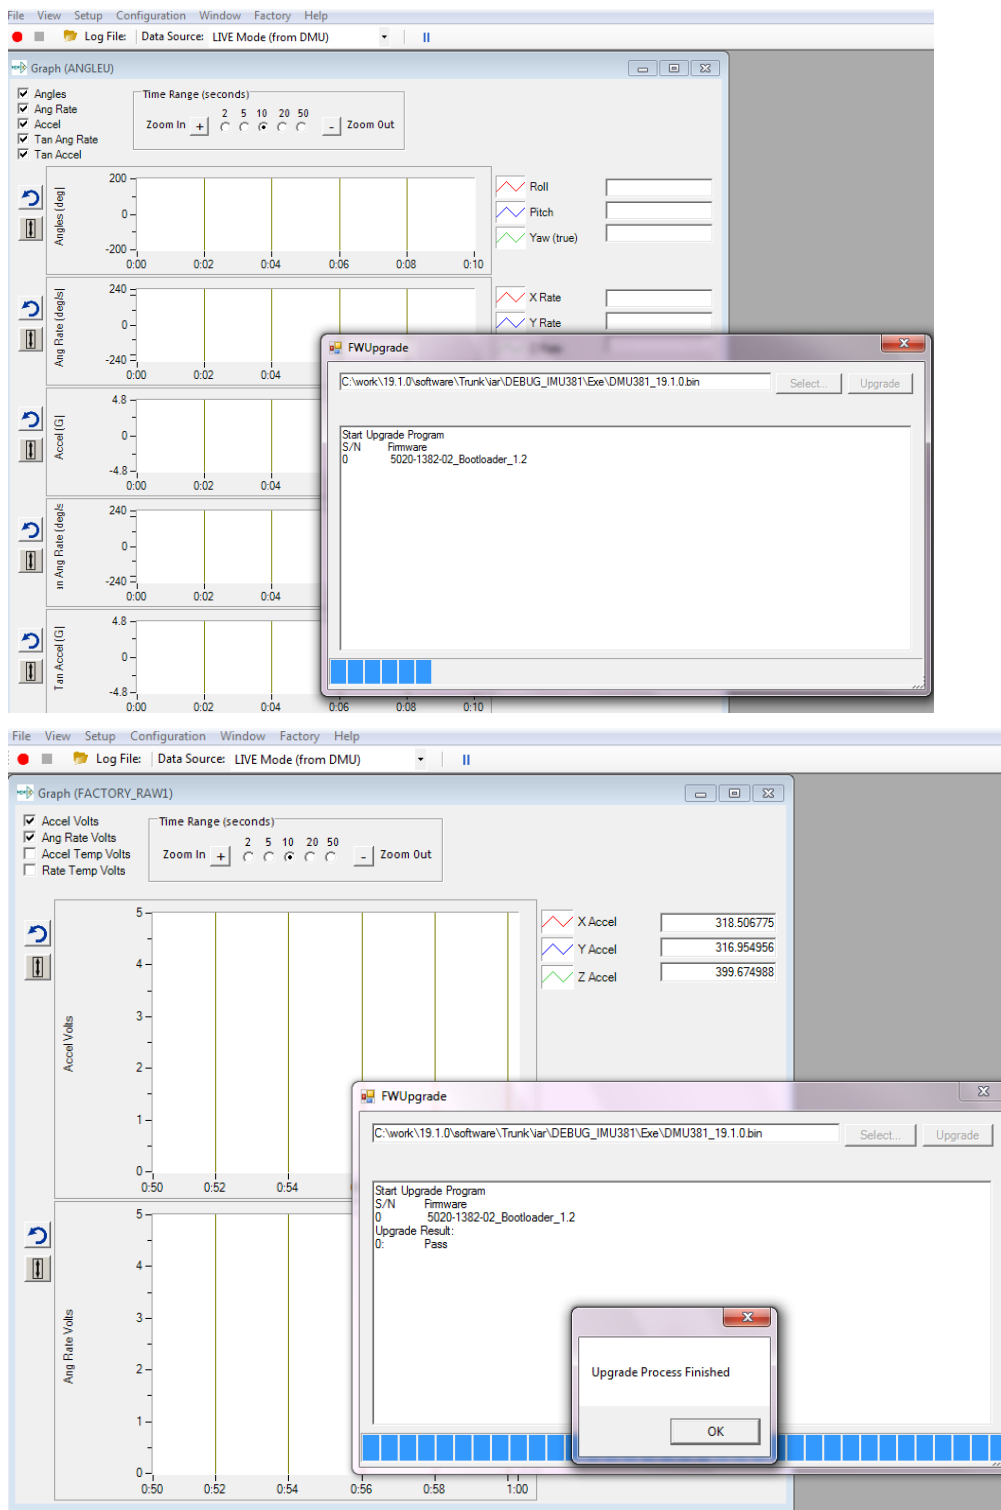 File View Setup Configuration Window Factory Help
Log File: Data Source: LIVE Mode (from DMU)
Graph (ANGLEU)
Angles
Ang Rate
Accel
Tan Ang Rate
Tan Accel
Time Range (seconds)
2 5 10 20 50
Zoom In + - Zoom Out
Angles (deg)
200
0
-200
0:00 0:02 0:04 0:06 0:08 0:10
Roll
Pitch
Yaw (true)
Ang Rate (deg/s)
240
0
-240
0:00 0:02 0:04
X Rate
Y Rate
Accel (G)
4.8
0
-4.8
0:00 0:02 0:04
an Ang Rate (deg/s
240
0
-240
0:00 0:02 0:04
Tan Accel (G)
4.8
0
-4.8
0:00 0:02 0:04 0:06 0:08 0:10
FWUpgrade
C:\work\19.1.0\software\Trunk\iar\DEBUG_IMU381\Exe\DMU381_19.1.0.bin Select... Upgrade
Start Upgrade Program
S/N Firmware
0 5020-1382-02_Bootloader_1.2
File View Setup Configuration Window Factory Help
Log File: Data Source: LIVE Mode (from DMU)
Graph (FACTORY_RAW1)
Accel Volts
Ang Rate Volts
Accel Temp Volts
Rate Temp Volts
Time Range (seconds)
2 5 10 20 50
Zoom In + - Zoom Out
Accel Volts
5
4
3
2
1
0
0:50 0:52 0:54
X Accel 318.506775
Y Accel 316.954956
Z Accel 399.674988
Ang Rate Volts
5
4
3
2
1
0
0:50 0:52 0:54 0:56 0:58 1:00
FWUpgrade
C:\work\19.1.0\software\Trunk\iar\DEBUG_IMU381\Exe\DMU381_19.1.0.bin Select... Upgrade
Start Upgrade Program
S/N Firmware
0 5020-1382-02_Bootloader_1.2
Upgrade Result:
0: Pass
Upgrade Process Finished
OK